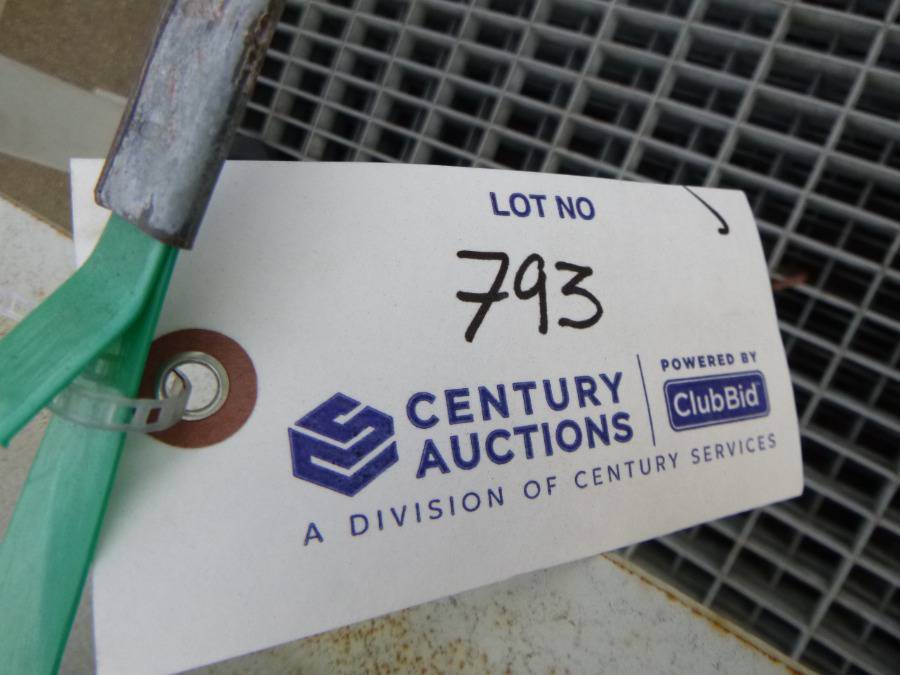 LOT NO
793
CENTURY
AUCTIONS
POWERED BY
ClubBid
A DIVISION OF CENTURY SERVICES